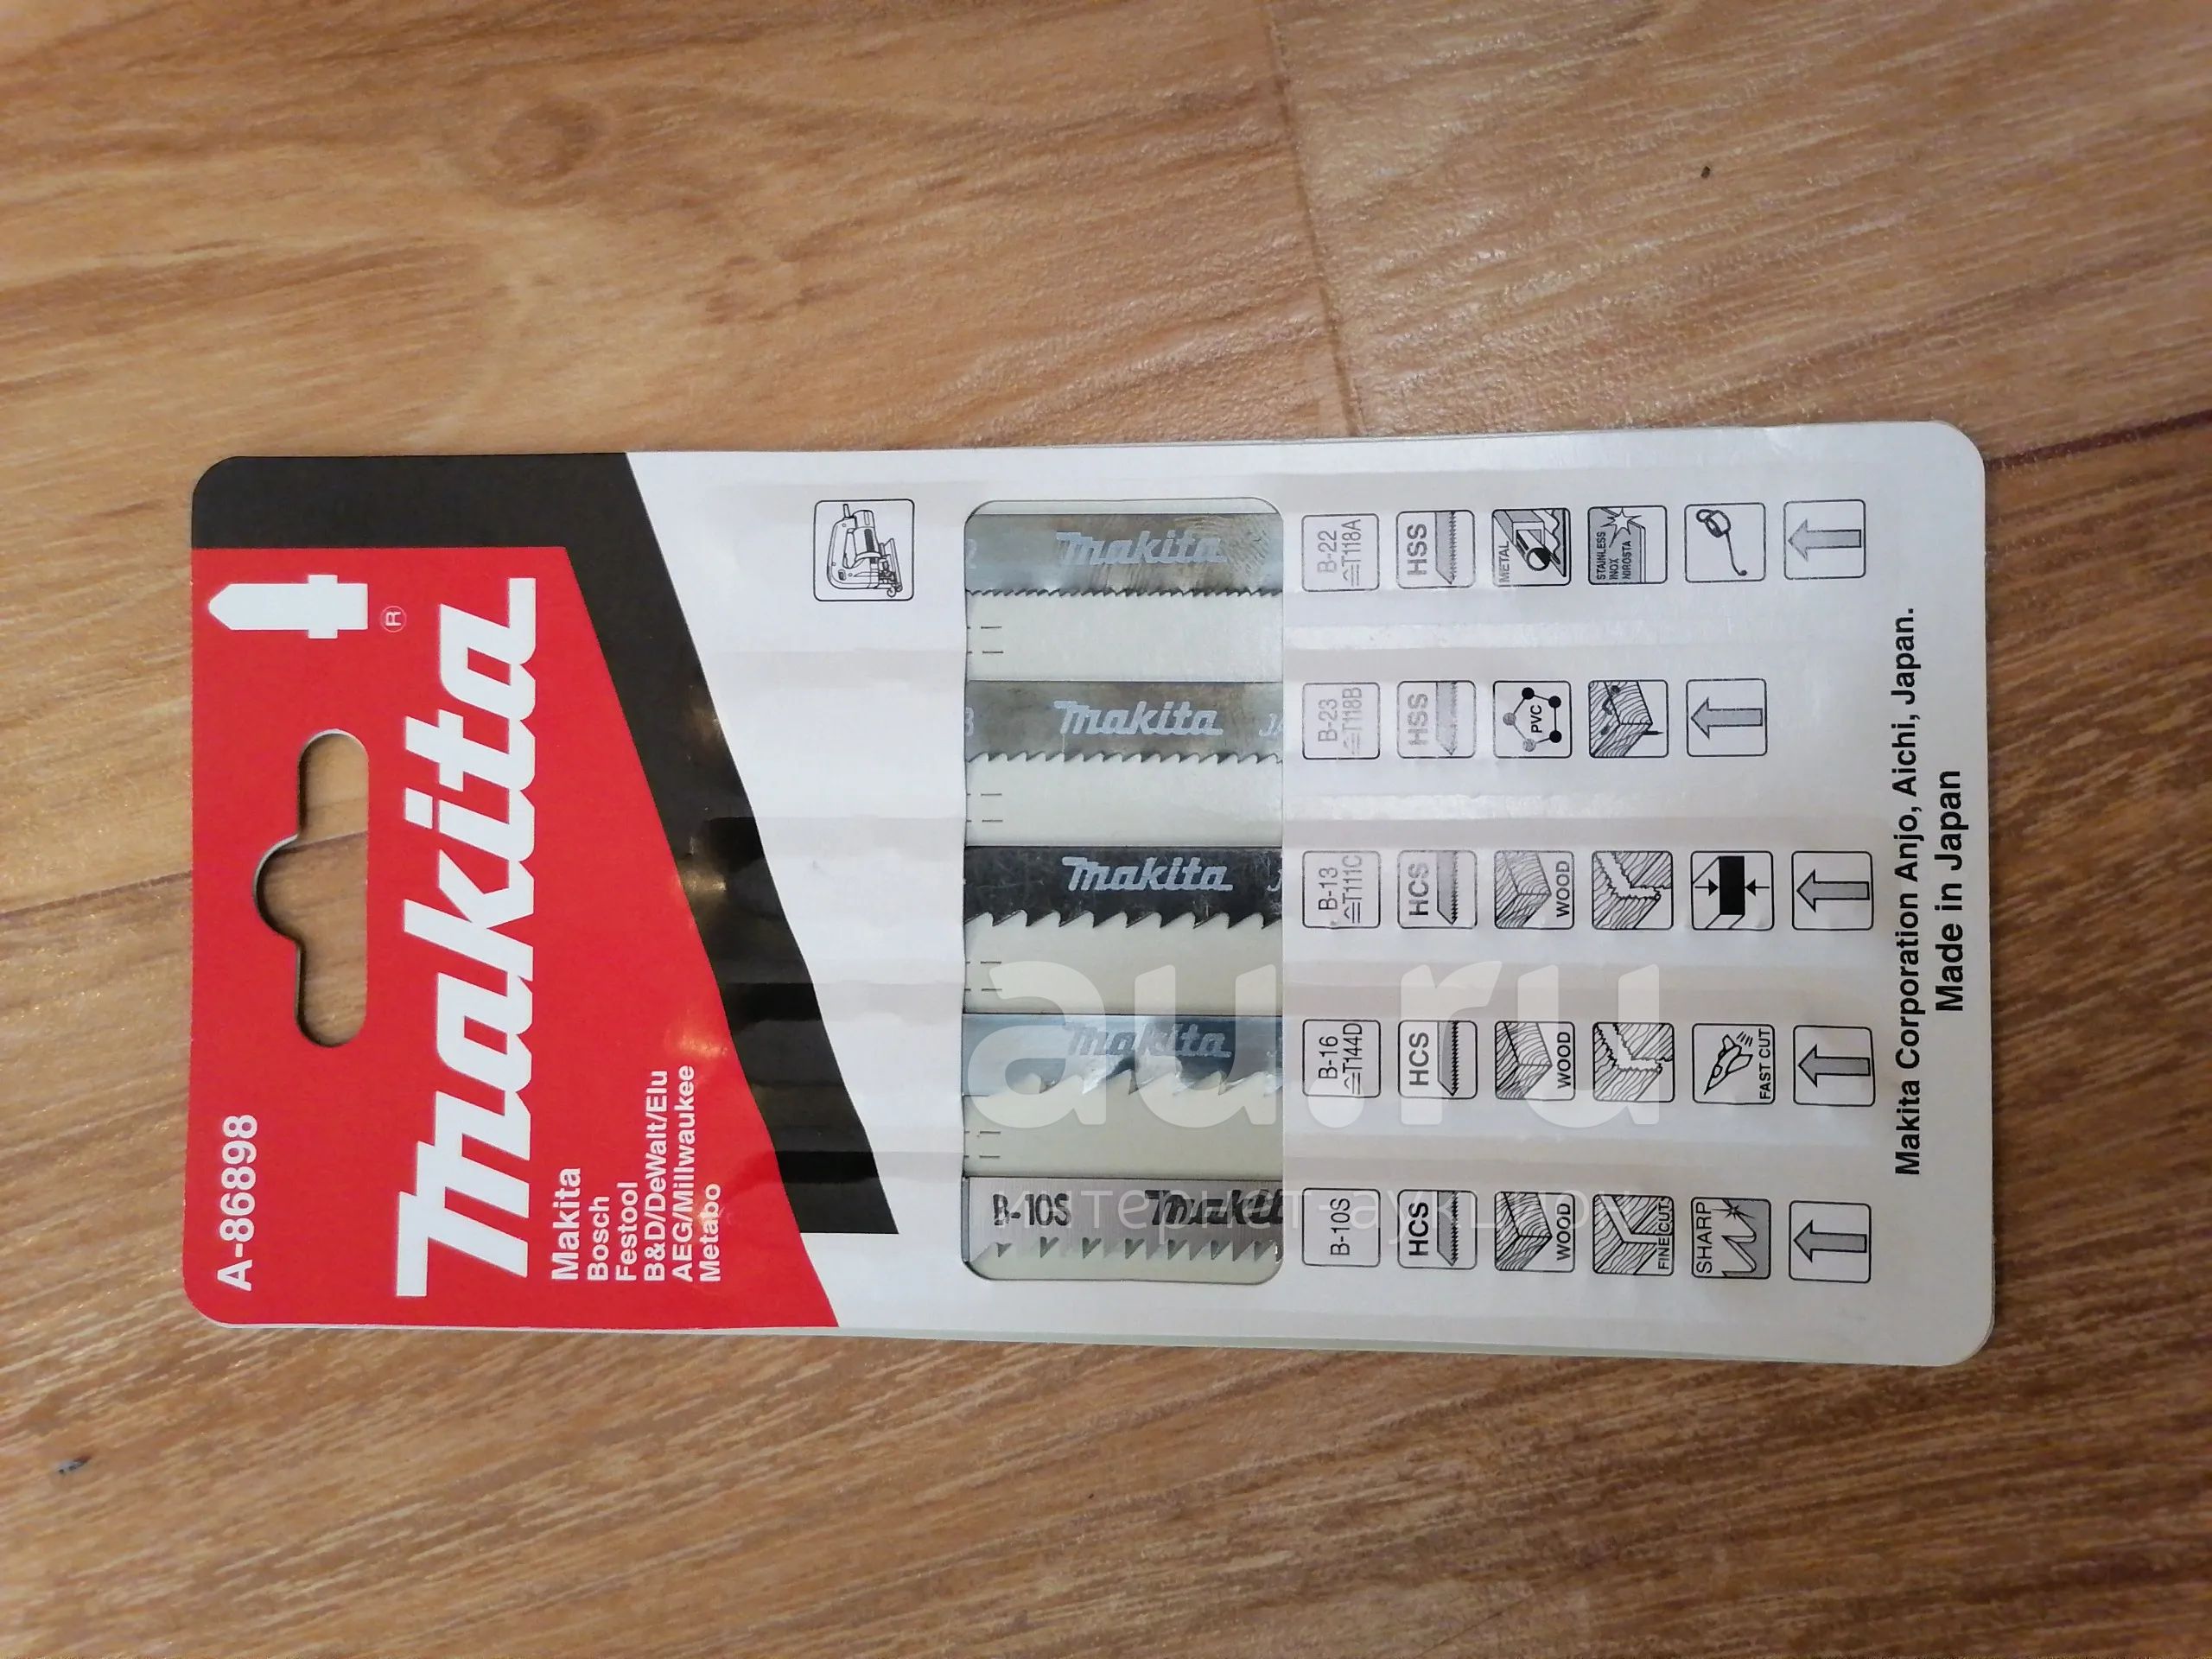 A-86898
makita®
Makita
Bosch
Festool
B&D/DeWalt/Elu
AEG/Millwaukee
Metabo
B-10S
makita
makita
makita
makita
makita
B-10S
HCS
WOOD
FINE CUT
SHARP
B-16
≙T144D
HCS
WOOD
FAST CUT
B-13
≙T111C
HCS
WOOD
B-23
≙T118B
HSS
PVC
B-22
≙T118A
HSS
METAL
STAINLESS
INOX
NIROSTA
Makita Corporation Anjo, Aichi, Japan.
Made in Japan
au.ru
интернет-аукцион